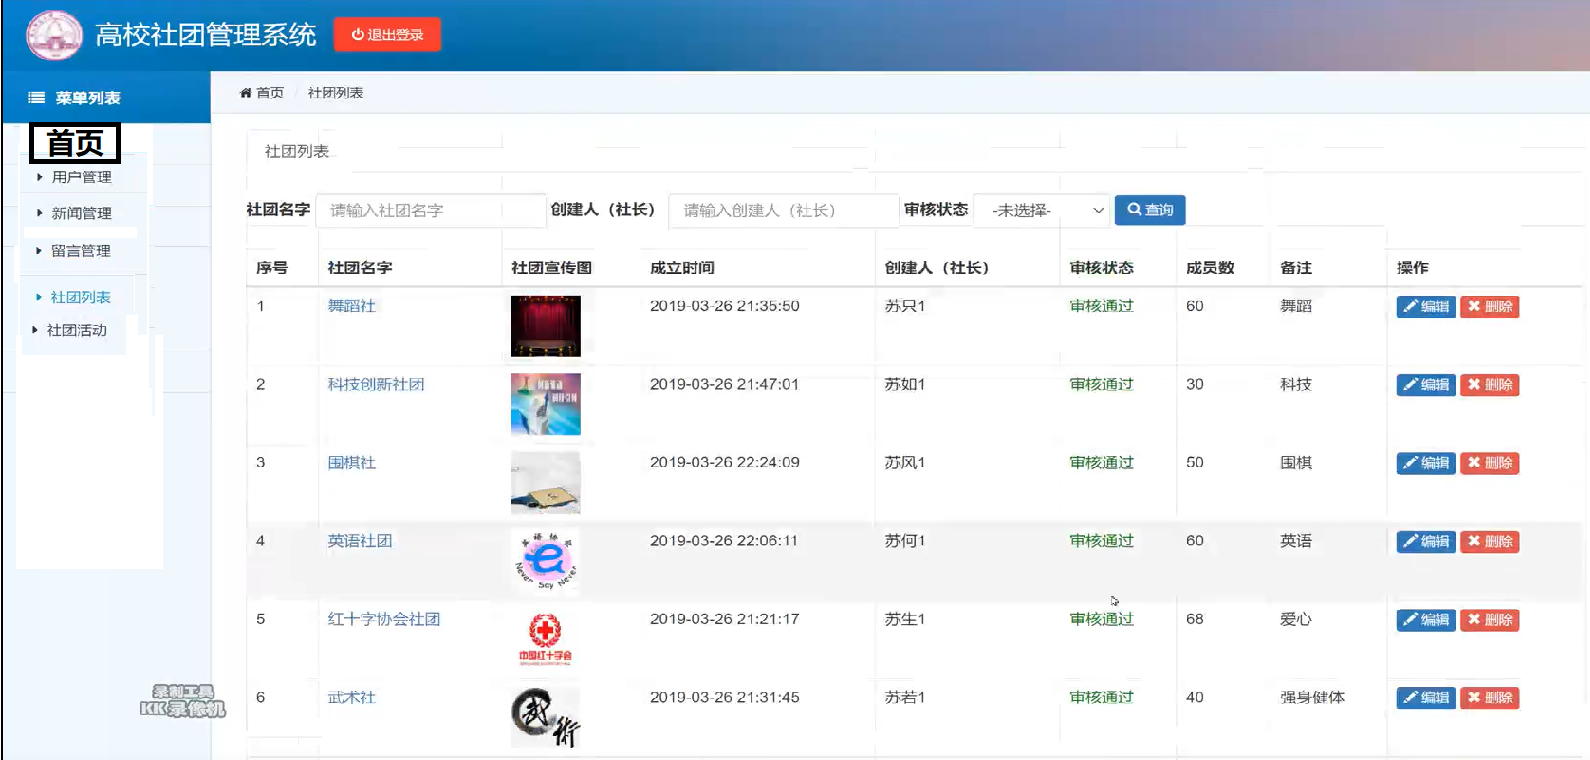 高校社团管理系统 退出登录
菜单列表
首页
用户管理
新闻管理
留言管理
社团列表
社团活动
首页 / 社团列表
社团列表
社团名字 请输入社团名字 创建人（社长） 请输入创建人（社长） 审核状态 -未选择- 查询
序号 社团名字 社团宣传图 成立时间 创建人（社长） 审核状态 成员数 备注 操作
1 舞蹈社 2019-03-26 21:35:50 苏只1 审核通过 60 舞蹈 编辑 删除
2 科技创新社团 2019-03-26 21:47:01 苏如1 审核通过 30 科技 编辑 删除
3 围棋社 2019-03-26 22:24:09 苏风1 审核通过 50 围棋 编辑 删除
4 英语社团 2019-03-26 22:06:11 苏何1 审核通过 60 英语 编辑 删除
e
Never Say Never
5 红十字协会社团 2019-03-26 21:21:17 苏生1 审核通过 68 爱心 编辑 删除
中国红十字会
6 武术社 2019-03-26 21:31:45 苏若1 审核通过 40 强身健体 编辑 删除
武術
录制工具
KK录像机